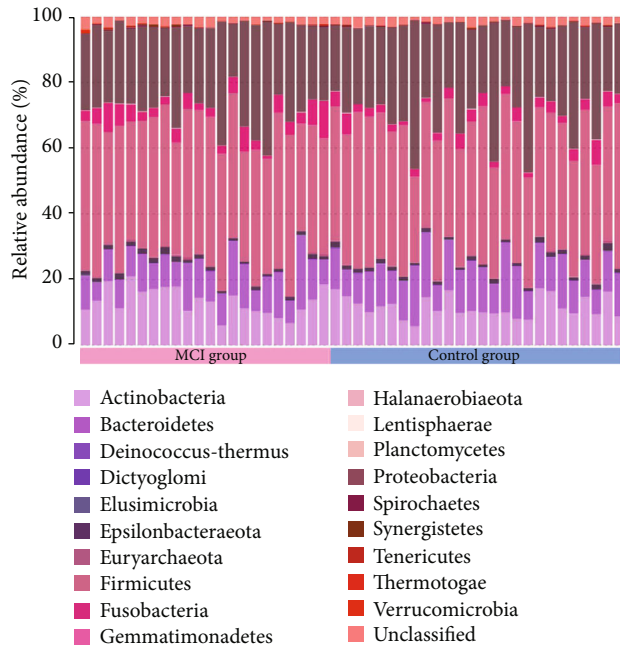 100
80
60
40
20
0
Relative abundance (%)
MCI group
Control group
Actinobacteria
Bacteroidetes
Deinococcus-thermus
Dictyoglomi
Elusimicrobia
Epsilonbacteraeota
Euryarchaeota
Firmicutes
Fusobacteria
Gemmatimonadetes
Halanaerobiaeota
Lentisphaerae
Planctomycetes
Proteobacteria
Spirochaetes
Synergistetes
Tenericutes
Thermotogae
Verrucomicrobia
Unclassified